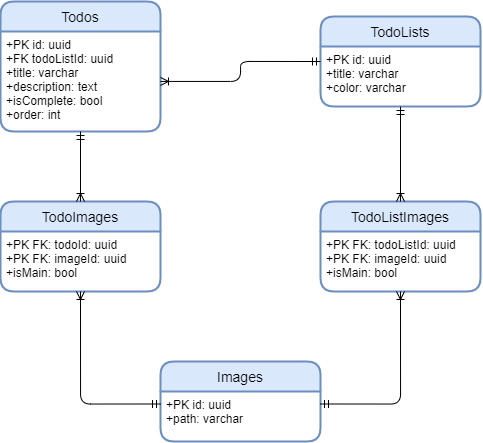 Todos
+PK id: uuid
+FK todoListId: uuid
+title: varchar
+description: text
+isComplete: bool
+order: int
TodoLists
+PK id: uuid
+title: varchar
+color: varchar
TodoImages
+PK FK: todoId: uuid
+PK FK: imageId: uuid
+isMain: bool
TodoListImages
+PK FK: todoListId: uuid
+PK FK: imageId: uuid
+isMain: bool
Images
+PK id: uuid
+path: varchar